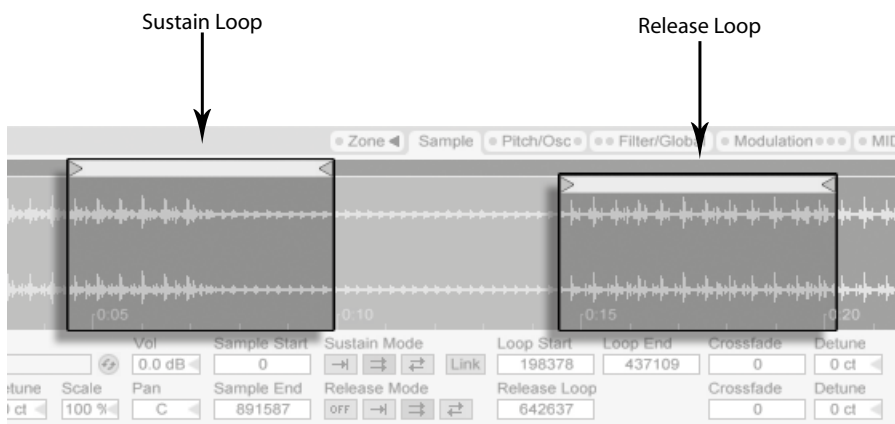 Sustain Loop
Release Loop
Zone Sample Pitch/Osc Filter/Global Modulation
0:05 0:10 0:15 0:20
Vol Sample Start Sustain Mode Loop Start Loop End Crossfade Detune
0.0 dB 0 Link 198378 437109 0 0 ct
Scale Pan Sample End Release Mode Release Loop Crossfade Detune
100 % C 891587 OFF 642637 0 0 ct